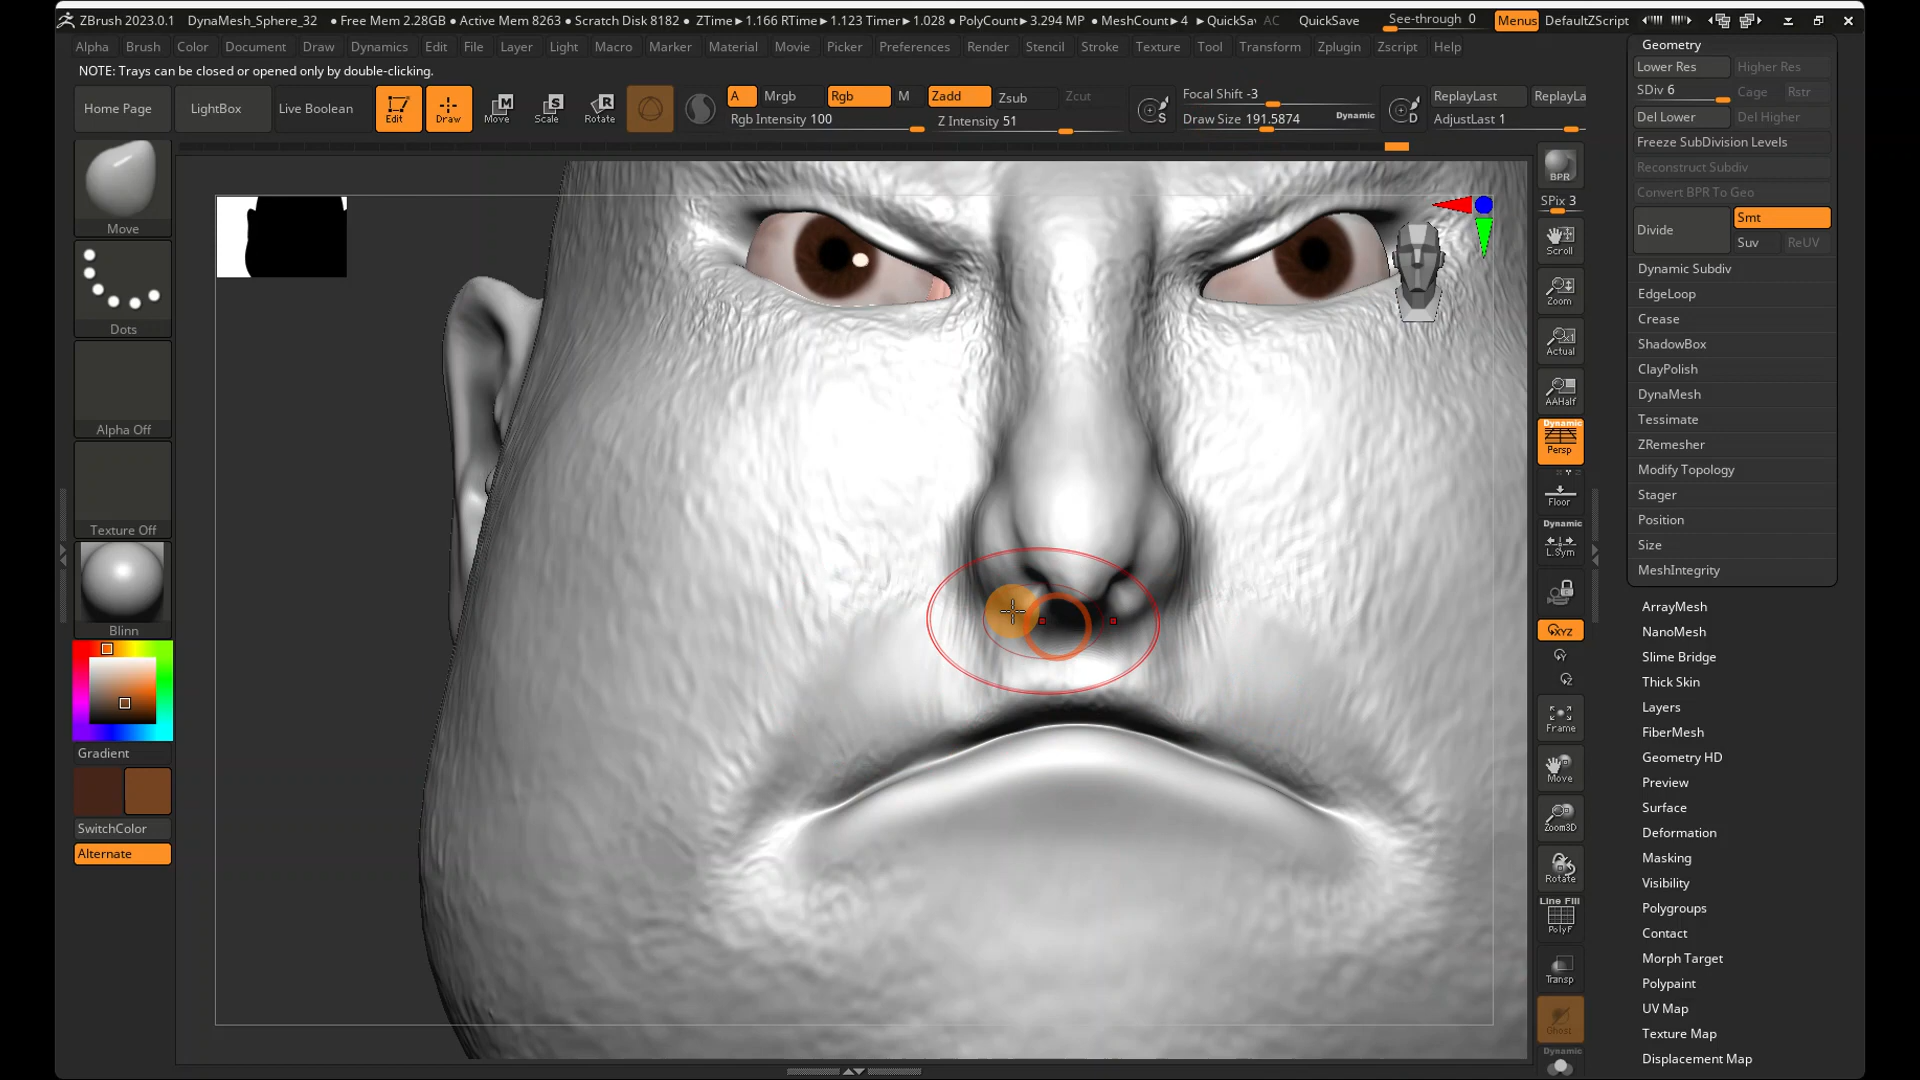 ZBrush 2023.0.1 DynaMesh_Sphere_32 ● Free Mem 2.28GB ● Active Mem 8263 ● Scratch Disk 8182 ● ZTime►1.166 RTime►1.123 Timer►1.028 ● PolyCount►3.294 MP ● MeshCount►4 ►QuickSav AC QuickSave See-through 0 Menus DefaultZScript
Alpha Brush Color Document Draw Dynamics Edit File Layer Light Macro Marker Material Movie Picker Preferences Render Stencil Stroke Texture Tool Transform Zplugin Zscript Help
NOTE: Trays can be closed or opened only by double-clicking.
Home Page LightBox Live Boolean Edit Draw Move Scale Rotate
A Mrgb Rgb M Zadd Zsub Zcut
Rgb Intensity 100 Z Intensity 51
S
Focal Shift -3
Draw Size 191.5874 Dynamic
D
ReplayLast ReplayLa
AdjustLast 1
Move
Dots
Alpha Off
Texture Off
Blinn
Gradient
SwitchColor
Alternate
BPR
SPix 3
Scroll
Zoom
Actual
AAHalf
Dynamic
Persp
Floor
Dynamic
L.Sym
XYZ
Y
Z
Frame
Move
Zoom3D
Rotate
Line Fill
PolyF
Transp
Ghost
Dynamic
Geometry
Lower Res Higher Res
SDiv 6 Cage Rstr
Del Lower Del Higher
Freeze SubDivision Levels
Reconstruct Subdiv
Convert BPR To Geo
Divide Smt
Suv ReUV
Dynamic Subdiv
EdgeLoop
Crease
ShadowBox
ClayPolish
DynaMesh
Tessimate
ZRemesher
Modify Topology
Stager
Position
Size
MeshIntegrity
ArrayMesh
NanoMesh
Slime Bridge
Thick Skin
Layers
FiberMesh
Geometry HD
Preview
Surface
Deformation
Masking
Visibility
Polygroups
Contact
Morph Target
Polypaint
UV Map
Texture Map
Displacement Map